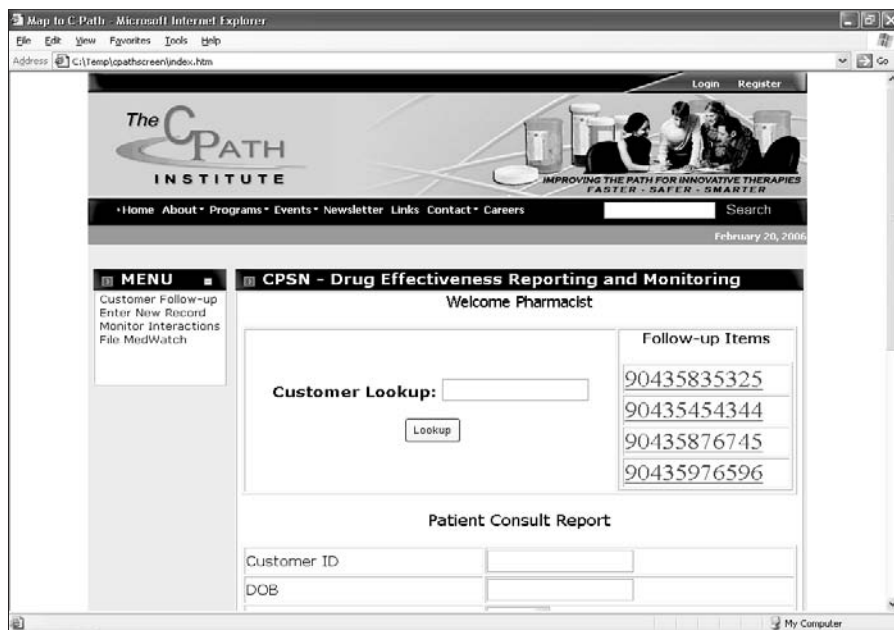 Map to C-Path - Microsoft Internet Explorer
File Edit View Favorites Tools Help
Address C:\Temp\cpathscreen\index.htm Go
Login Register
The CPATH
INSTITUTE
IMPROVING THE PATH FOR INNOVATIVE THERAPIES
FASTER - SAFER - SMARTER
Home About Programs Events Newsletter Links Contact Careers Search
February 20, 2006
MENU
Customer Follow-up
Enter New Record
Monitor Interactions
File MedWatch
CPSN - Drug Effectiveness Reporting and Monitoring
Welcome Pharmacist
Customer Lookup:
Lookup
Follow-up Items
90435835325
90435454344
90435876745
90435976596
Patient Consult Report
Customer ID
DOB
My Computer